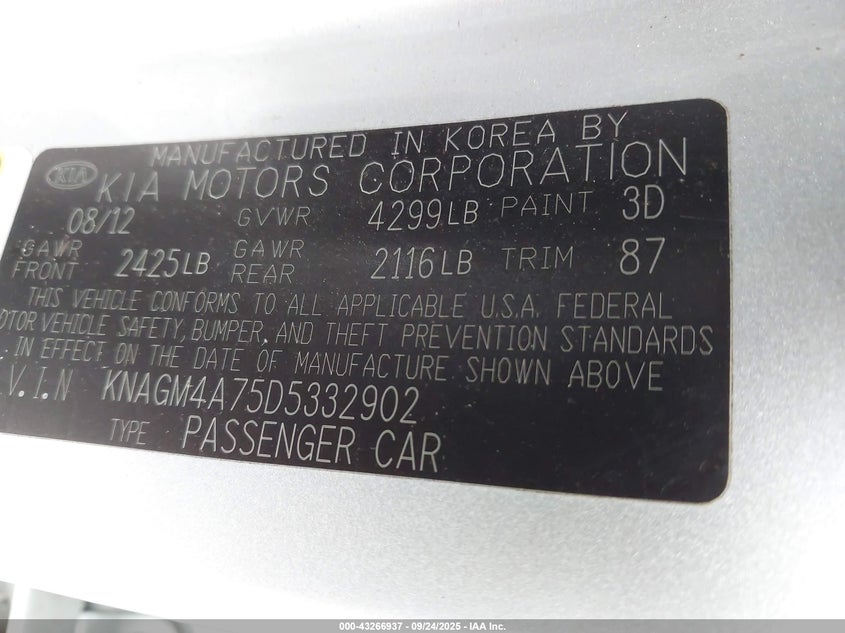 MANUFACTURED IN KOREA BY
KIA KIA MOTORS CORPORATION
08/12 GVWR 4299LB PAINT 3D
GAWR FRONT 2425LB GAWR REAR 2116LB TRIM 87
THIS VEHICLE CONFORMS TO ALL APPLICABLE U.S.A. FEDERAL
OTOR VEHICLE SAFETY, BUMPER, AND THEFT PREVENTION STANDARDS
IN EFFECT ON THE DATE OF MANUFACTURE SHOWN ABOVE
V.I.N KNAGM4A75D5332902
TYPE PASSENGER CAR
000-43266937 - 09/24/2025 - IAA Inc.